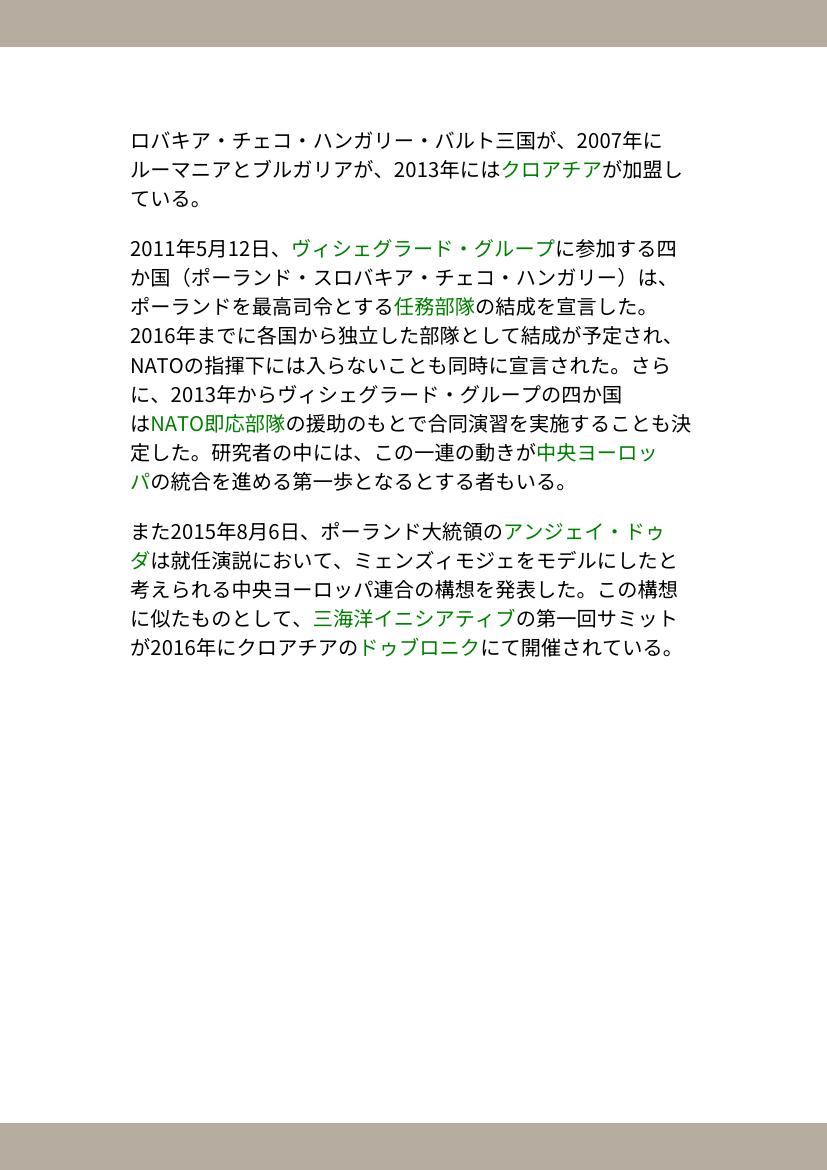 ロバキア・チェコ・ハンガリー・バルト三国が、2007年に
ルーマニアとブルガリアが、2013年にはクロアチアが加盟し
ている。
2011年5月12日、ヴィシェグラード・グループに参加する四
か国（ポーランド・スロバキア・チェコ・ハンガリー）は、
ポーランドを最高司令とする任務部隊の結成を宣言した。
2016年までに各国から独立した部隊として結成が予定され、
NATOの指揮下には入らないことも同時に宣言された。さら
に、2013年からヴィシェグラード・グループの四か国
はNATO即応部隊の援助のもとで合同演習を実施することも決
定した。研究者の中には、この一連の動きが中央ヨーロッ
パの統合を進める第一歩となるとする者もいる。
また2015年8月6日、ポーランド大統領のアンジェイ・ドゥ
ダは就任演説において、ミェンズィモジェをモデルにしたと
考えられる中央ヨーロッパ連合の構想を発表した。この構想
に似たものとして、三海洋イニシアティブの第一回サミット
が2016年にクロアチアのドゥブロニクにて開催されている。